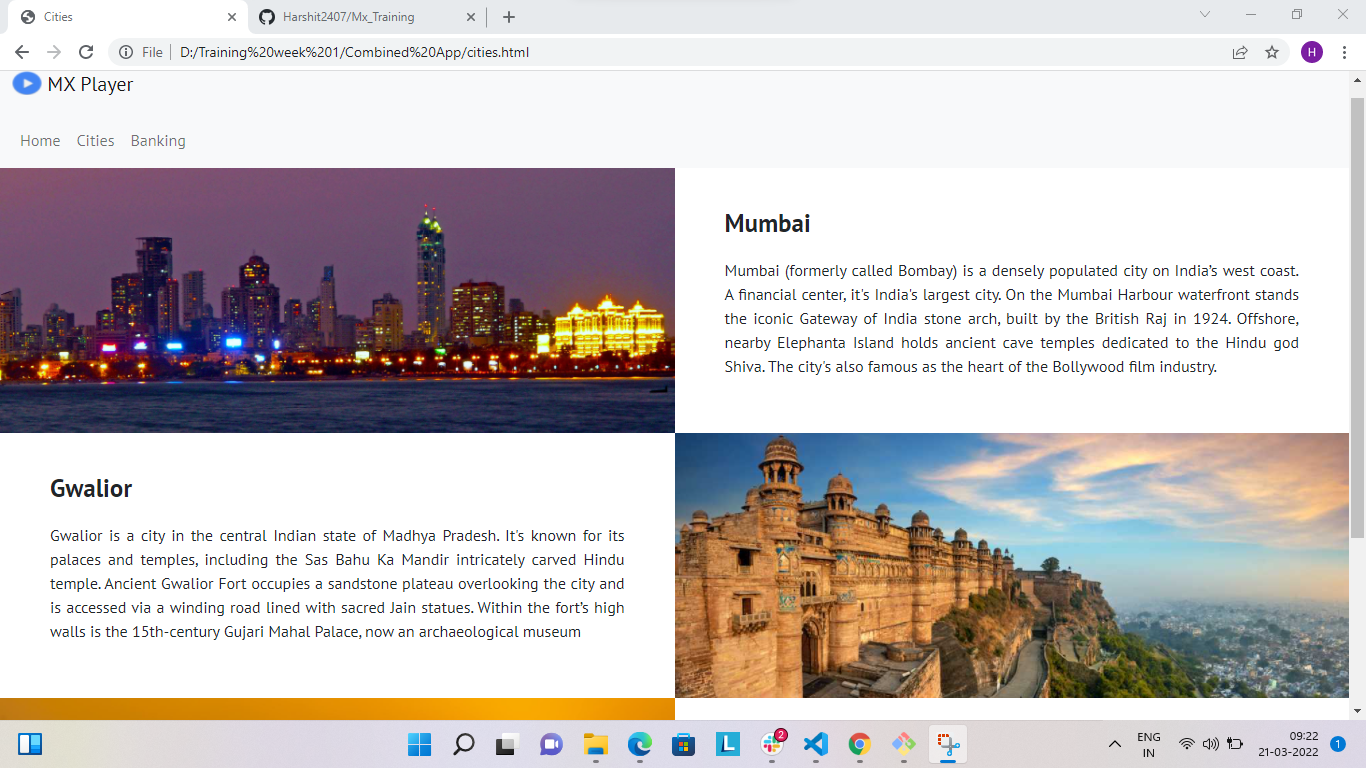 Cities
Harshit2407/Mx_Training
File
D:/Training%20week%201/Combined%20App/cities.html
H
MX Player
Home Cities Banking
Mumbai
Mumbai (formerly called Bombay) is a densely populated city on India’s west coast.
A financial center, it's India's largest city. On the Mumbai Harbour waterfront stands
the iconic Gateway of India stone arch, built by the British Raj in 1924. Offshore,
nearby Elephanta Island holds ancient cave temples dedicated to the Hindu god
Shiva. The city's also famous as the heart of the Bollywood film industry.
Gwalior
Gwalior is a city in the central Indian state of Madhya Pradesh. It's known for its
palaces and temples, including the Sas Bahu Ka Mandir intricately carved Hindu
temple. Ancient Gwalior Fort occupies a sandstone plateau overlooking the city and
is accessed via a winding road lined with sacred Jain statues. Within the fort’s high
walls is the 15th-century Gujari Mahal Palace, now an archaeological museum
L
2
ENG
IN
09:22
21-03-2022
1